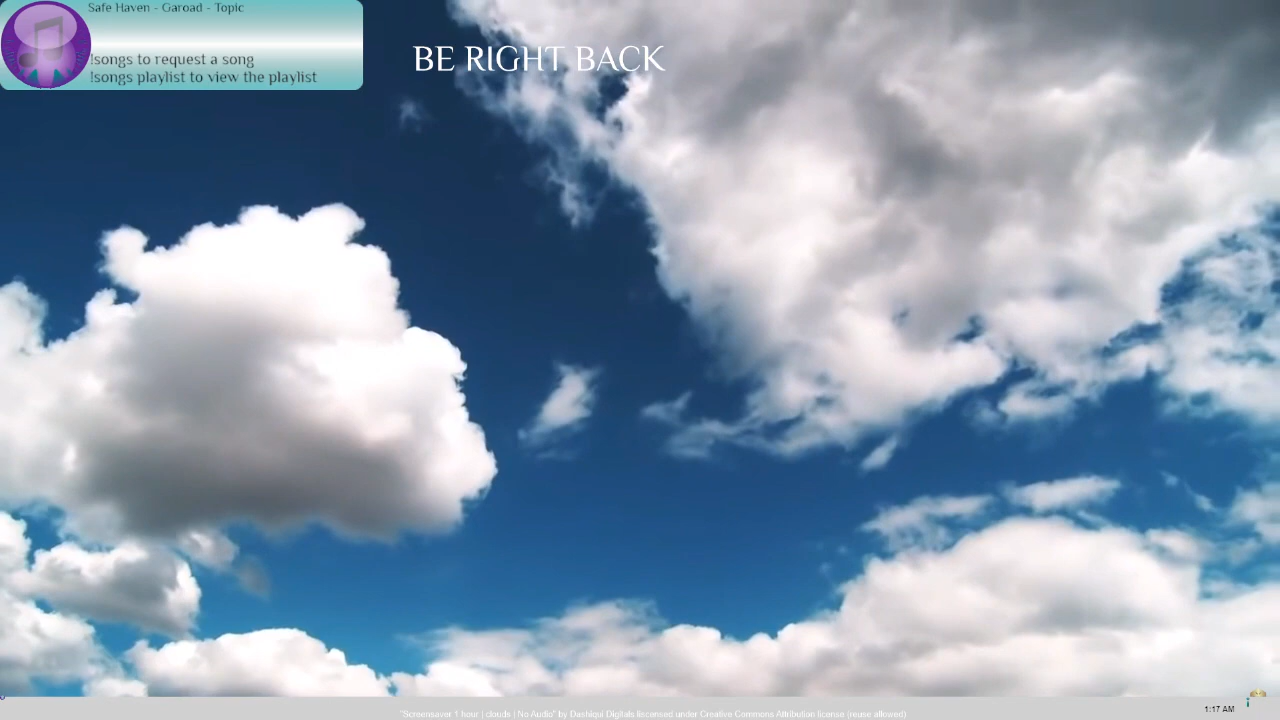 Safe Haven - Garoad - Topic
BE RIGHT BACK
!songs to request a song
!songs playlist to view the playlist
1:17 AM
"Screensaver 1 hour | clouds | No Audio" by Dashiqui Digitals liscensed under Creative Commons Attribution license (reuse allowed)